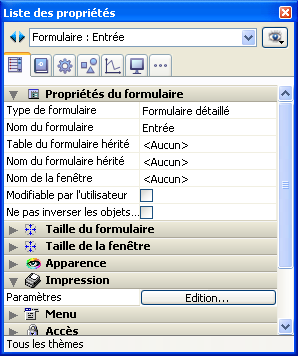 Liste des propriétés
Formulaire : Entrée
Propriétés du formulaire
Type de formulaire Formulaire détaillé
Nom du formulaire Entrée
Table du formulaire hérité <Aucun>
Nom du formulaire hérité <Aucun>
Nom de la fenêtre <Aucun>
Modifiable par l'utilisateur
Ne pas inverser les objets...
Taille du formulaire
Taille de la fenêtre
Apparence
Impression
Paramètres Edition...
Menu
Accès
Tous les thèmes